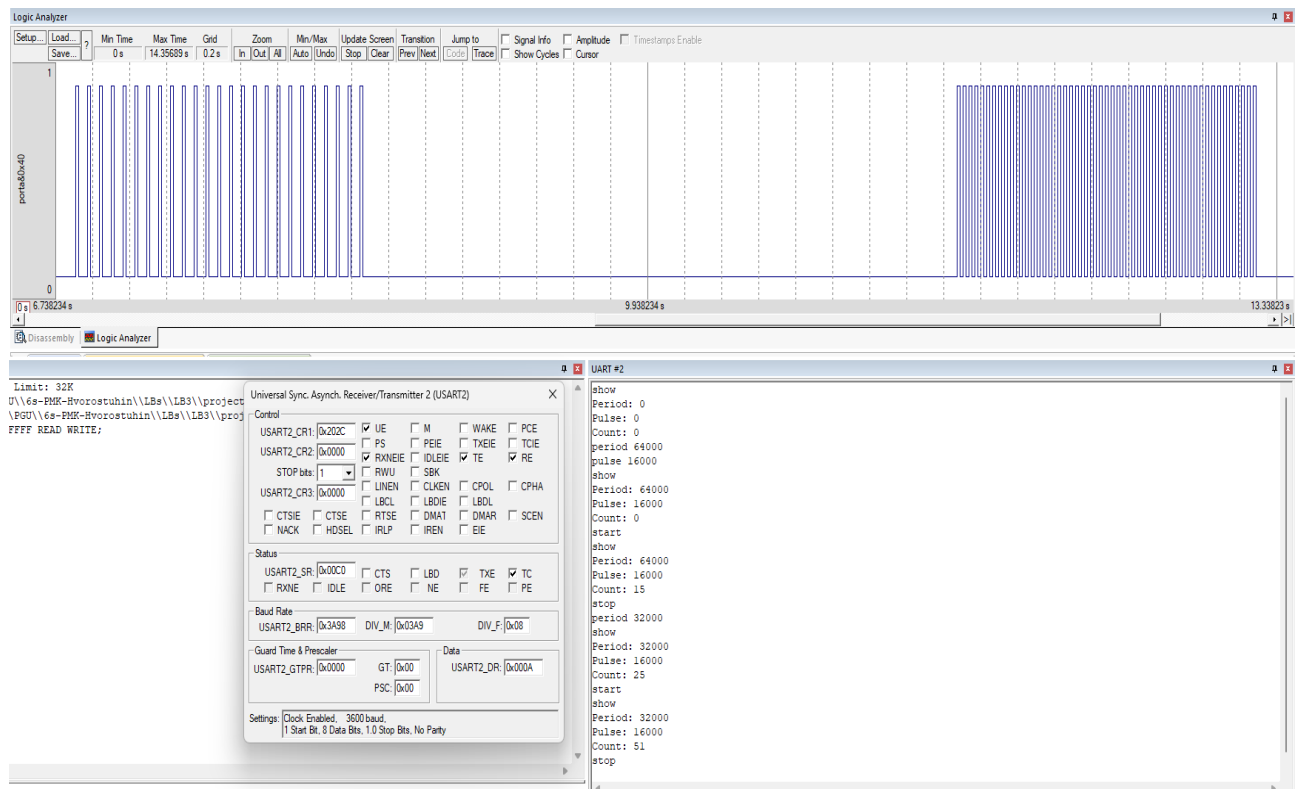 Logic Analyzer
Setup... Load... ? Min Time Max Time Grid Zoom Min/Max Update Screen Transition Jump to Signal Info Amplitude Timestamps Enable
Save... 0 s 14.35689 s 0.2 s In Out All Auto Undo Stop Clear Prev Next Code Trace Show Cycles Cursor
1
porta&0x40
0
0 s 6.738234 s 9.938234 s 13.33823 s
Disassembly Logic Analyzer
Limit: 32K
U\\6s-PMK-Hvorostuhin\\LBs\\LB3\\project
\PGU\\6s-PMK-Hvorostuhin\\LBs\\LB3\\proj
FFFF READ WRITE;
Universal Sync. Asynch. Receiver/Transmitter 2 (USART2)
Control
USART2_CR1: 0x202C UE M WAKE PCE
PS PEIE TXEIE TCIE
USART2_CR2: 0x0000 RXNEIE IDLEIE TE RE
STOP bits: 1 RWU SBK
LINEN CLKEN CPOL CPHA
USART2_CR3: 0x0000 LBCL LBDIE LBDL
CTSIE CTSE RTSE DMAT DMAR SCEN
NACK HDSEL IRLP IREN EIE
Status
USART2_SR: 0x00C0 CTS LBD TXE TC
RXNE IDLE ORE NE FE PE
Baud Rate
USART2_BRR: 0x3A98 DIV_M: 0x03A9 DIV_F: 0x08
Guard Time & Prescaler Data
USART2_GTPR: 0x0000 GT: 0x00 USART2_DR: 0x000A
PSC: 0x00
Settings: Clock Enabled, 3600 baud,
1 Start Bit, 8 Data Bits, 1.0 Stop Bits, No Parity
UART #2
show
Period: 0
Pulse: 0
Count: 0
period 64000
pulse 16000
show
Period: 64000
Pulse: 16000
Count: 0
start
show
Period: 64000
Pulse: 16000
Count: 15
stop
period 32000
show
Period: 32000
Pulse: 16000
Count: 25
start
show
Period: 32000
Pulse: 16000
Count: 51
stop